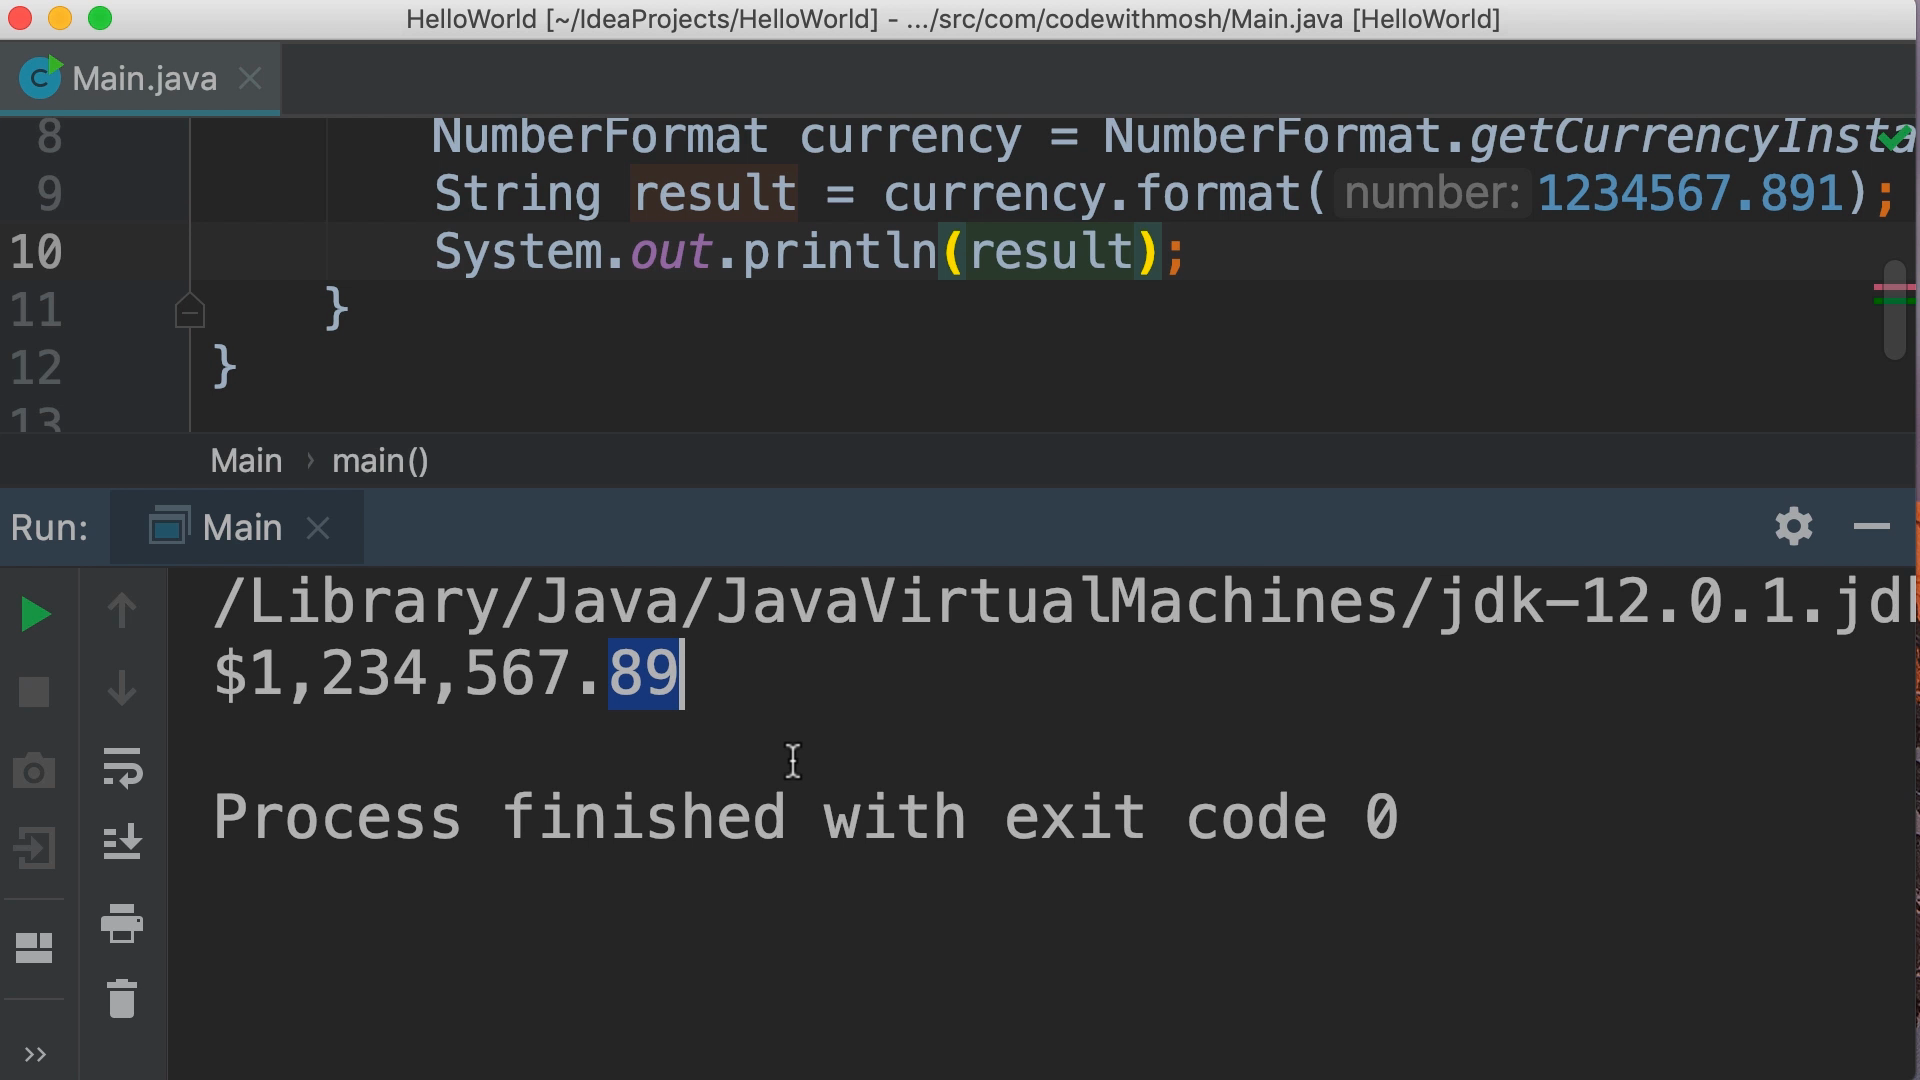 HelloWorld [~/IdeaProjects/HelloWorld] - .../src/com/codewithmosh/Main.java [HelloWorld]
Main.java
8 NumberFormat currency = NumberFormat.getCurrencyInsta
9 String result = currency.format( number: 1234567.891);
10 System.out.println(result);
11 }
12 }
13
Main › main()
Run: Main
/Library/Java/JavaVirtualMachines/jdk-12.0.1.jd
$1,234,567.89
Process finished with exit code 0